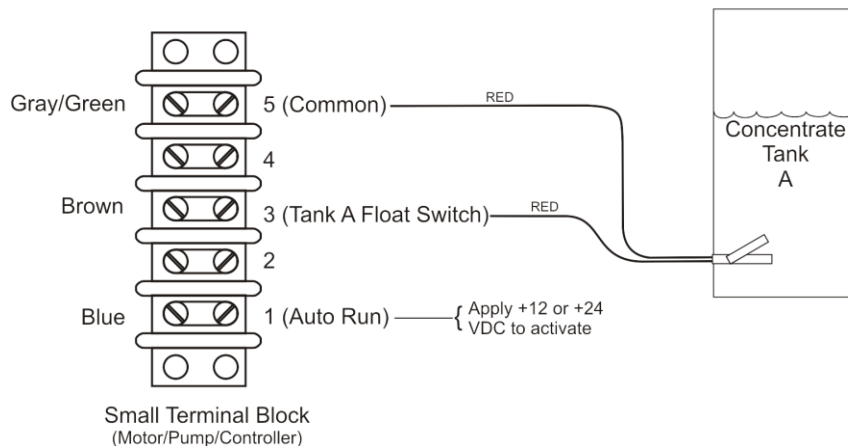 Gray/Green
5 (Common)
RED
4
Brown
3 (Tank A Float Switch)
RED
2
Blue
1 (Auto Run)
Apply +12 or +24
VDC to activate
Concentrate
Tank
A
Small Terminal Block
(Motor/Pump/Controller)